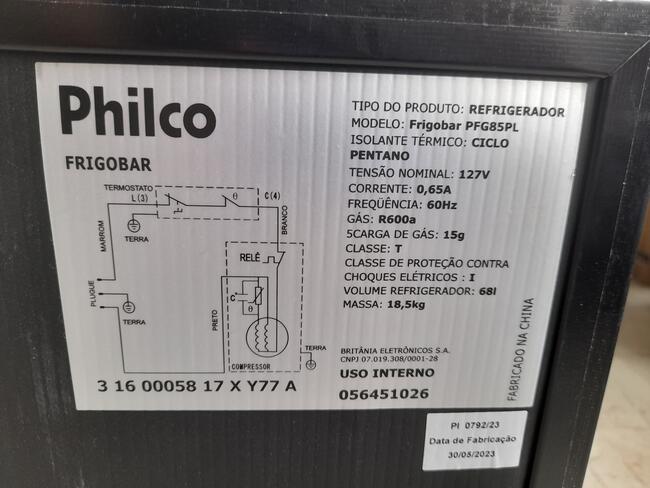 Philco
FRIGOBAR
TERMOSTATO
L(3)
θ
C(4)
TERRA
MARROM
BRANCO
RELÊ
PLUGUE
TERRA
PRETO
C
θ
TERRA
COMPRESSOR
3 16 00058 17 X Y77 A
TIPO DO PRODUTO: REFRIGERADOR
MODELO: Frigobar PFG85PL
ISOLANTE TÉRMICO: CICLO
PENTANO
TENSÃO NOMINAL: 127V
CORRENTE: 0,65A
FREQÜÊNCIA: 60Hz
GÁS: R600a
5CARGA DE GÁS: 15g
CLASSE: T
CLASSE DE PROTEÇÃO CONTRA
CHOQUES ELÉTRICOS : I
VOLUME REFRIGERADOR: 68l
MASSA: 18,5kg
BRITÂNIA ELETRÔNICOS S.A.
CNPJ 07.019.308/0001-28
USO INTERNO
056451026
FABRICADO NA CHINA
PI 0792/23
Data de Fabricação
30/05/2023